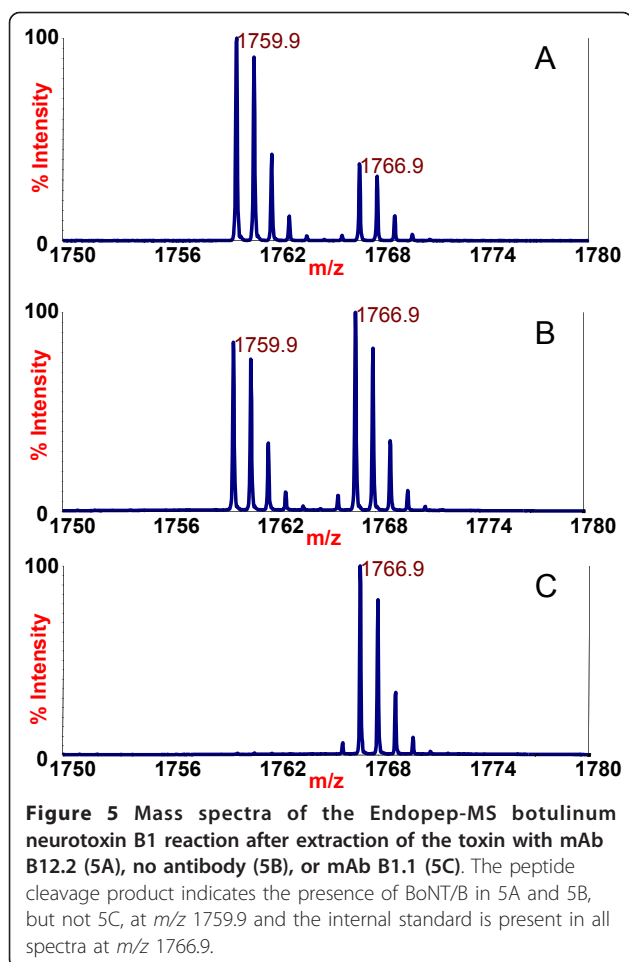 100
1759.9
A
1766.9
% Intensity
0
1750 1756 1762 1768 1774 1780
m/z
100
1766.9
1759.9
B
% Intensity
0
1750 1756 1762 1768 1774 1780
m/z
100
1766.9
C
% Intensity
0
1750 1756 1762 1768 1774 1780
m/z
Figure 5 Mass spectra of the Endopep-MS botulinum
neurotoxin B1 reaction after extraction of the toxin with mAb
B12.2 (5A), no antibody (5B), or mAb B1.1 (5C). The peptide
cleavage product indicates the presence of BoNT/B in 5A and 5B,
but not 5C, at m/z 1759.9 and the internal standard is present in all
spectra at m/z 1766.9.